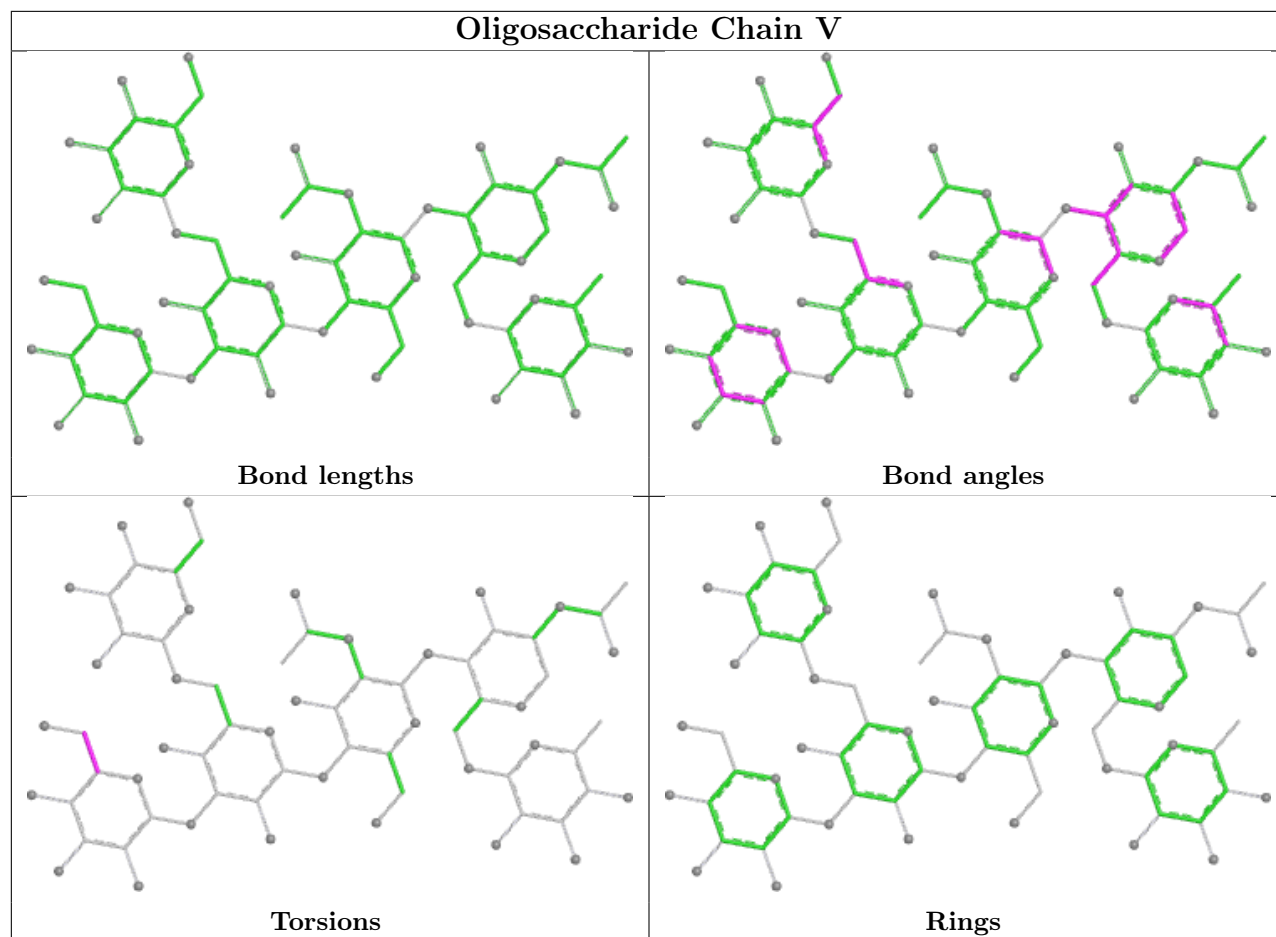 Oligosaccharide Chain V
Bond lengths
Bond angles
Torsions
Rings